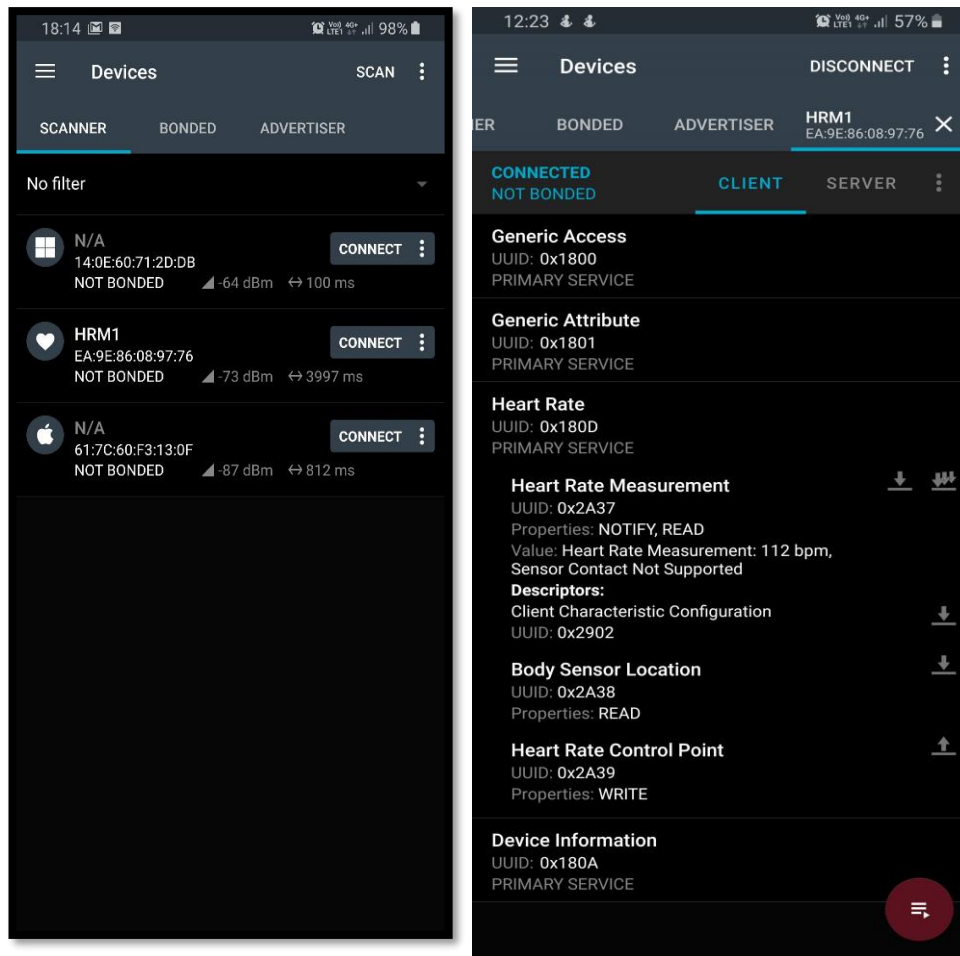 18:14 Voo) 4G+ LTE1 98%
Devices SCAN
SCANNER BONDED ADVERTISER
No filter
N/A
14:0E:60:71:2D:DB
CONNECT
NOT BONDED -64 dBm 100 ms
HRM1
EA:9E:86:08:97:76
CONNECT
NOT BONDED -73 dBm 3997 ms
N/A
61:7C:60:F3:13:0F
CONNECT
NOT BONDED -87 dBm 812 ms
12:23 Voo) 4G+ LTE1 57%
Devices DISCONNECT
ER BONDED ADVERTISER HRM1
EA:9E:86:08:97:76
CONNECTED
NOT BONDED
CLIENT SERVER
Generic Access
UUID: 0x1800
PRIMARY SERVICE
Generic Attribute
UUID: 0x1801
PRIMARY SERVICE
Heart Rate
UUID: 0x180D
PRIMARY SERVICE
Heart Rate Measurement
UUID: 0x2A37
Properties: NOTIFY, READ
Value: Heart Rate Measurement: 112 bpm,
Sensor Contact Not Supported
Descriptors:
Client Characteristic Configuration
UUID: 0x2902
Body Sensor Location
UUID: 0x2A38
Properties: READ
Heart Rate Control Point
UUID: 0x2A39
Properties: WRITE
Device Information
UUID: 0x180A
PRIMARY SERVICE